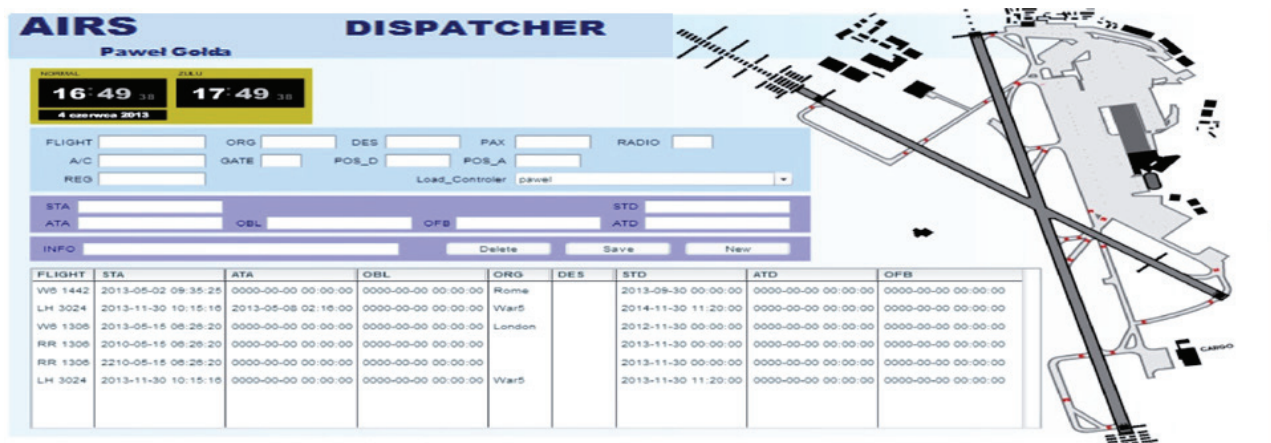 AIRS DISPATCHER
Paweł Gołda
NORMAL ZULU
16:49 38 17:49 38
4 czerwca 2013
FLIGHT ORG DES PAX RADIO
A/C GATE POS_D POS_A
REG Load_Controler pawel
STA STD
ATA OBL OFB ATD
INFO Delete Save New
FLIGHT STA ATA OBL ORG DES STD ATD OFB
W6 1442 2013-05-02 09:35:25 0000-00-00 00:00:00 0000-00-00 00:00:00 Rome 2013-09-30 00:00:00 0000-00-00 00:00:00 0000-00-00 00:00:00
LH 3024 2013-11-30 10:15:16 2013-05-08 02:16:00 0000-00-00 00:00:00 War5 2014-11-30 11:20:00 0000-00-00 00:00:00 0000-00-00 00:00:00
W6 1306 2013-05-15 06:26:20 0000-00-00 00:00:00 0000-00-00 00:00:00 London 2012-11-30 00:00:00 0000-00-00 00:00:00 0000-00-00 00:00:00
RR 1306 2010-05-15 06:26:20 0000-00-00 00:00:00 0000-00-00 00:00:00 2013-11-30 00:00:00 0000-00-00 00:00:00 0000-00-00 00:00:00
RR 1306 2210-05-15 06:26:20 0000-00-00 00:00:00 0000-00-00 00:00:00 2013-11-30 00:00:00 0000-00-00 00:00:00 0000-00-00 00:00:00
LH 3024 2013-11-30 10:15:16 0000-00-00 00:00:00 0000-00-00 00:00:00 War5 2013-11-30 11:20:00 0000-00-00 00:00:00 0000-00-00 00:00:00
CARGO